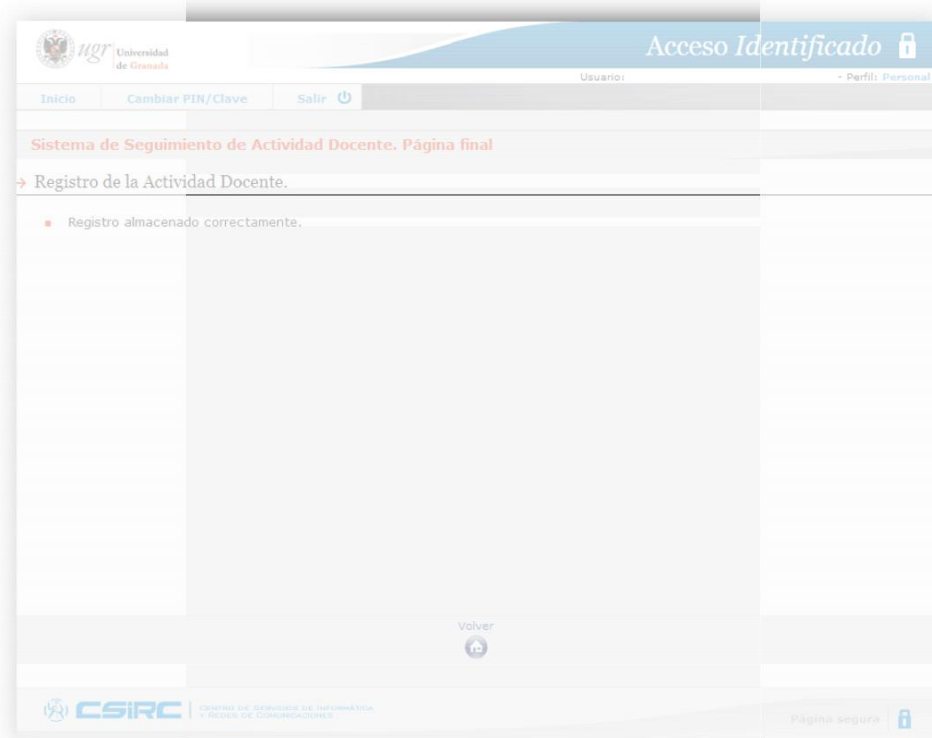 ugr Universidad
de Granada
Acceso Identificado
Usuario: - Perfil: Personal
Inicio Cambiar PIN/Clave Salir
Sistema de Seguimiento de Actividad Docente. Página final
Registro de la Actividad Docente.
Registro almacenado correctamente.
Volver
CSIRC CENTRO DE SERVICIOS DE INFORMÁTICA
Y REDES DE COMUNICACIONES
Página segura